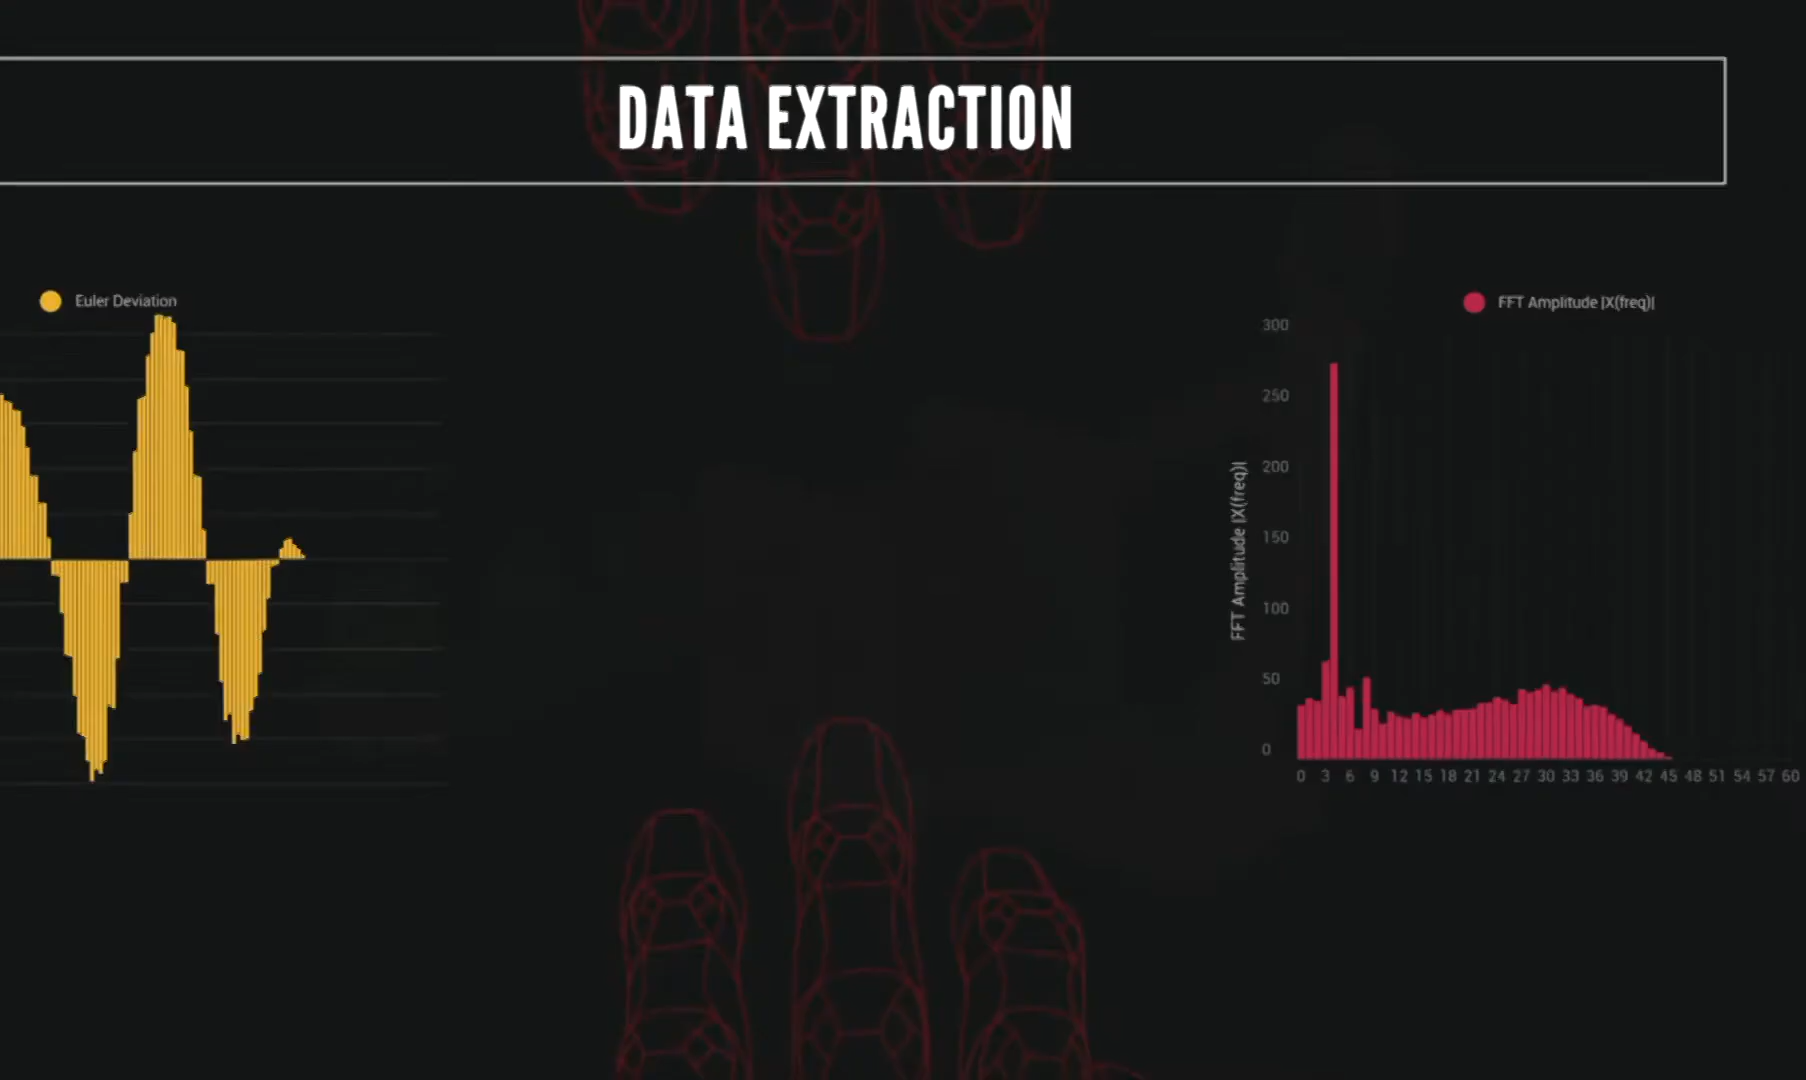 DATA EXTRACTION
Euler Deviation
FFT Amplitude |X(freq)|
FFT Amplitude |X(freq)|
300
250
200
150
100
50
0
0 3 6 9 12 15 18 21 24 27 30 33 36 39 42 45 48 51 54 57 60